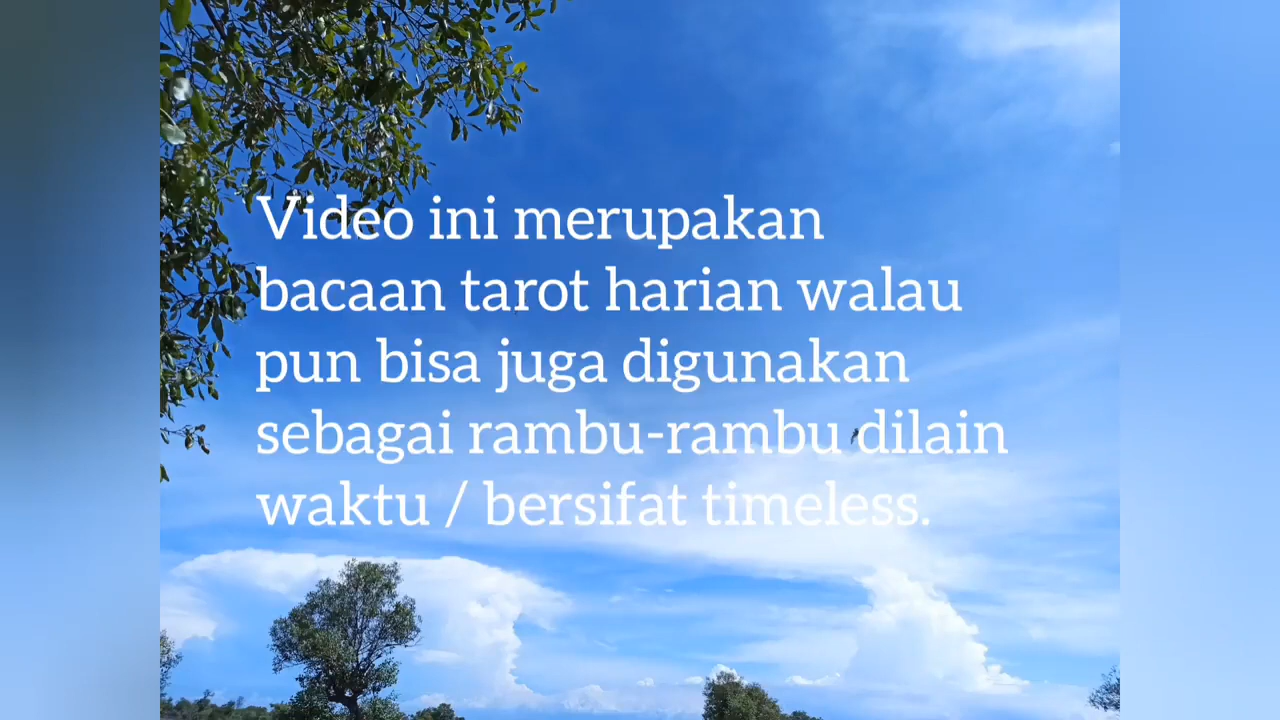 Video ini merupakan
bacaan tarot harian walau
pun bisa juga digunakan
sebagai rambu-rambu dilain
waktu / bersifat timeless.